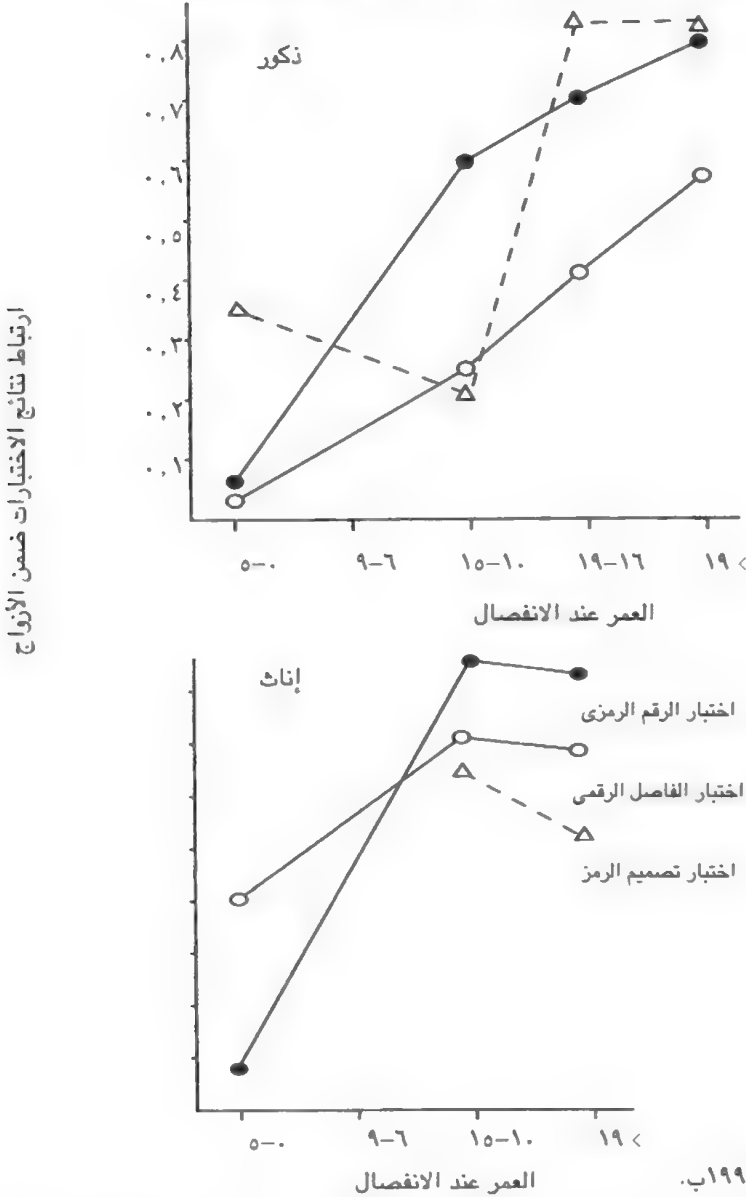 ارتباط نتائج الاختبارات ضمن الأزواج
ذكور
٠,٨
٠,٧
٠,٦
٠,٥
٠,٤
٠,٣
٠,٢
٠,١
٥-٠
٩-٦
١٥-١٠
١٩-١٦
> ١٩
العمر عند الانفصال
إناث
اختبار الرقم الرمزى
اختبار الفاصل الرقمى
اختبار تصميم الرمز
٥-٠
٩-٦
١٥-١٠
> ١٩
العمر عند الانفصال
١٩٩ب.